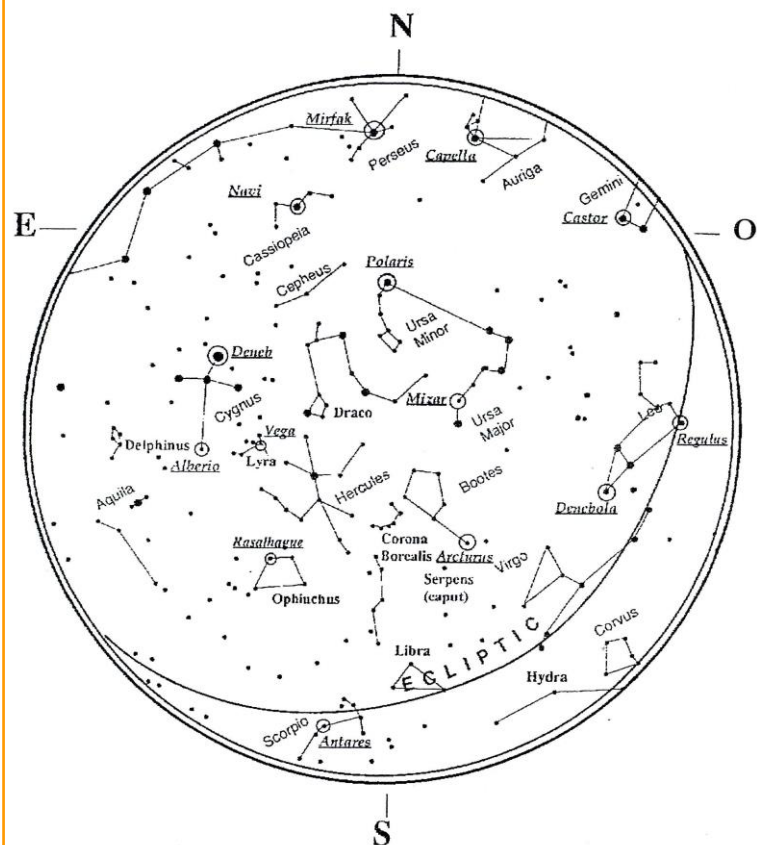 N
Mirfak
Perseus
Capella
Auriga
Gemini
Castor
Navi
Cassiopeia
E
O
Cepheus
Polaris
Ursa
Minor
Deneb
Cygnus
Draco
Mizar
Ursa
Major
Leo
Regulus
Delphinus
Alberio
Vega
Lyra
Hercules
Bootes
Denebola
Aquila
Corona
Borealis
Arcturus
Rasalhague
Ophiuchus
Serpens
(caput)
Virgo
Libra
ECLIPTIC
Corvus
Hydra
Scorpio
Antares
S